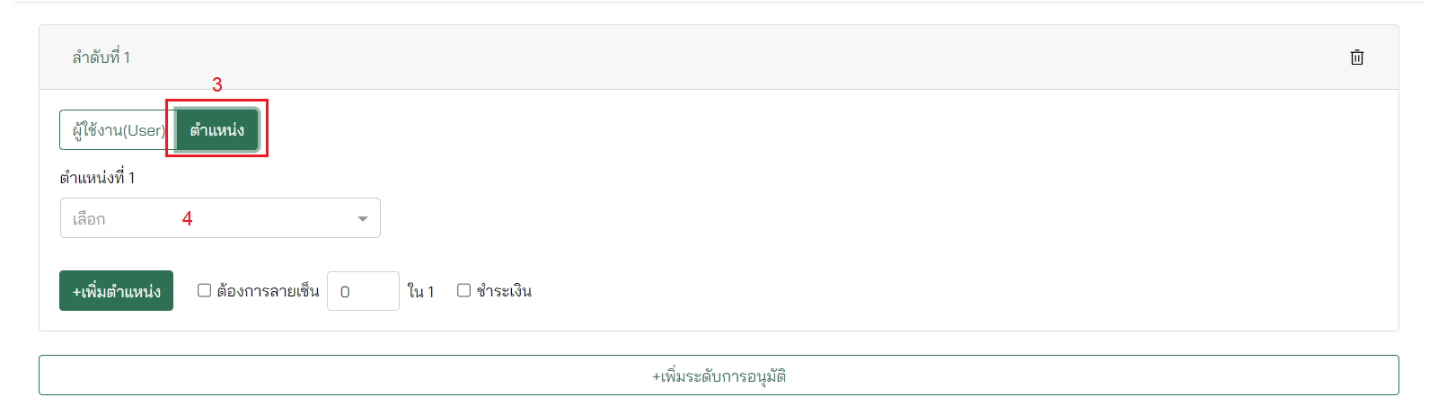 ลำดับที่ 1
3
ผู้ใช้งาน(User) ตำแหน่ง
ตำแหน่งที่ 1
เลือก 4
+เพิ่มตำแหน่ง ต้องการลายเซ็น 0 ใน 1 ชำระเงิน
+เพิ่มระดับการอนุมัติ